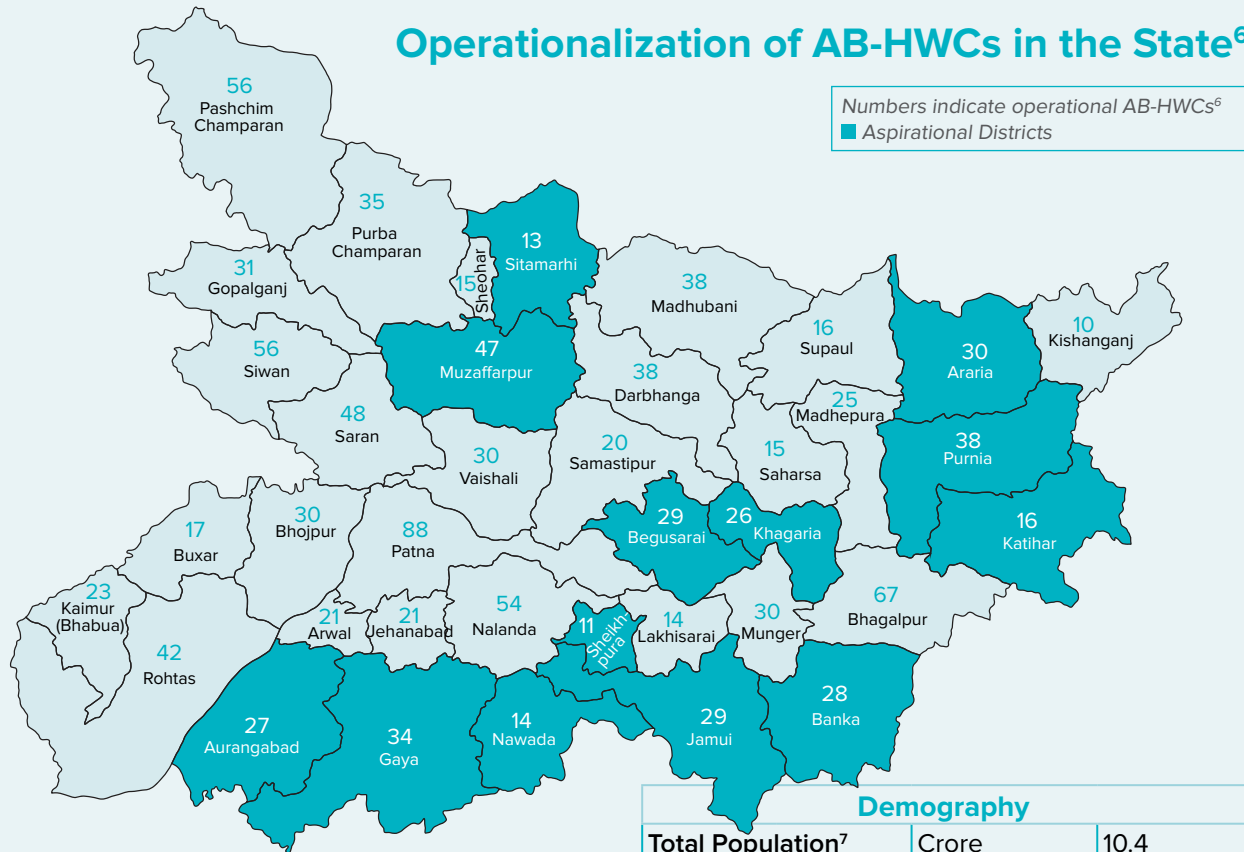 Operationalization of AB-HWCs in the State⁶
Numbers indicate operational AB-HWCs⁶
Aspirational Districts
56
Pashchim
Champaran
35
Purba
Champaran
13
Sitamarhi
15
Sheohar
31
Gopalganj
38
Madhubani
16
Supaul
10
Kishanganj
30
Araria
56
Siwan
47
Muzaffarpur
38
Darbhanga
25
Madhepura
48
Saran
30
Vaishali
20
Samastipur
15
Saharsa
38
Purnia
17
Buxar
30
Bhojpur
88
Patna
29
Begusarai
26
Khagaria
16
Katihar
23
Kaimur
(Bhabua)
21
Arwal
21
Jehanabad
54
Nalanda
11
Sheikh-
pura
14
Lakhisarai
30
Munger
67
Bhagalpur
42
Rohtas
27
Aurangabad
34
Gaya
14
Nawada
29
Jamui
28
Banka
Demography
Total Population⁷ Crore 10.4